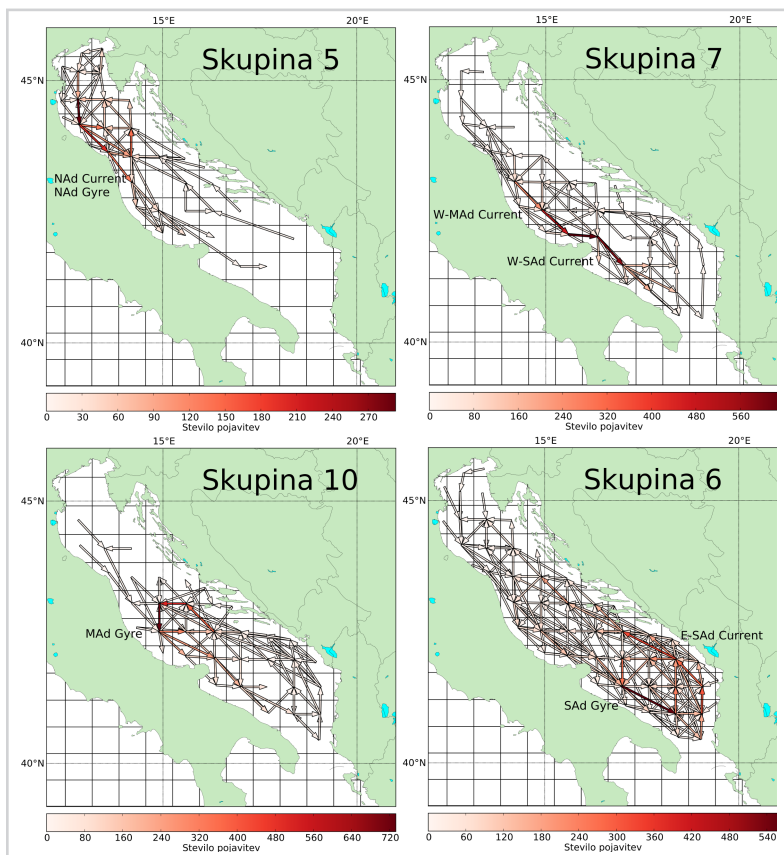 15°E 20°E
45°N
40°N
Skupina 5
NAd Current
NAd Gyre
0 30 60 90 120 150 180 210 240 270
Stevilo pojavitev
15°E 20°E
45°N
40°N
Skupina 7
W-MAd Current
W-SAd Current
0 80 160 240 320 400 480 560
Stevilo pojavitev
15°E 20°E
45°N
40°N
Skupina 10
MAd Gyre
0 80 160 240 320 400 480 560 640 720
Stevilo pojavitev
15°E 20°E
45°N
40°N
Skupina 6
E-SAd Current
SAd Gyre
0 60 120 180 240 300 360 420 480 540
Stevilo pojavitev